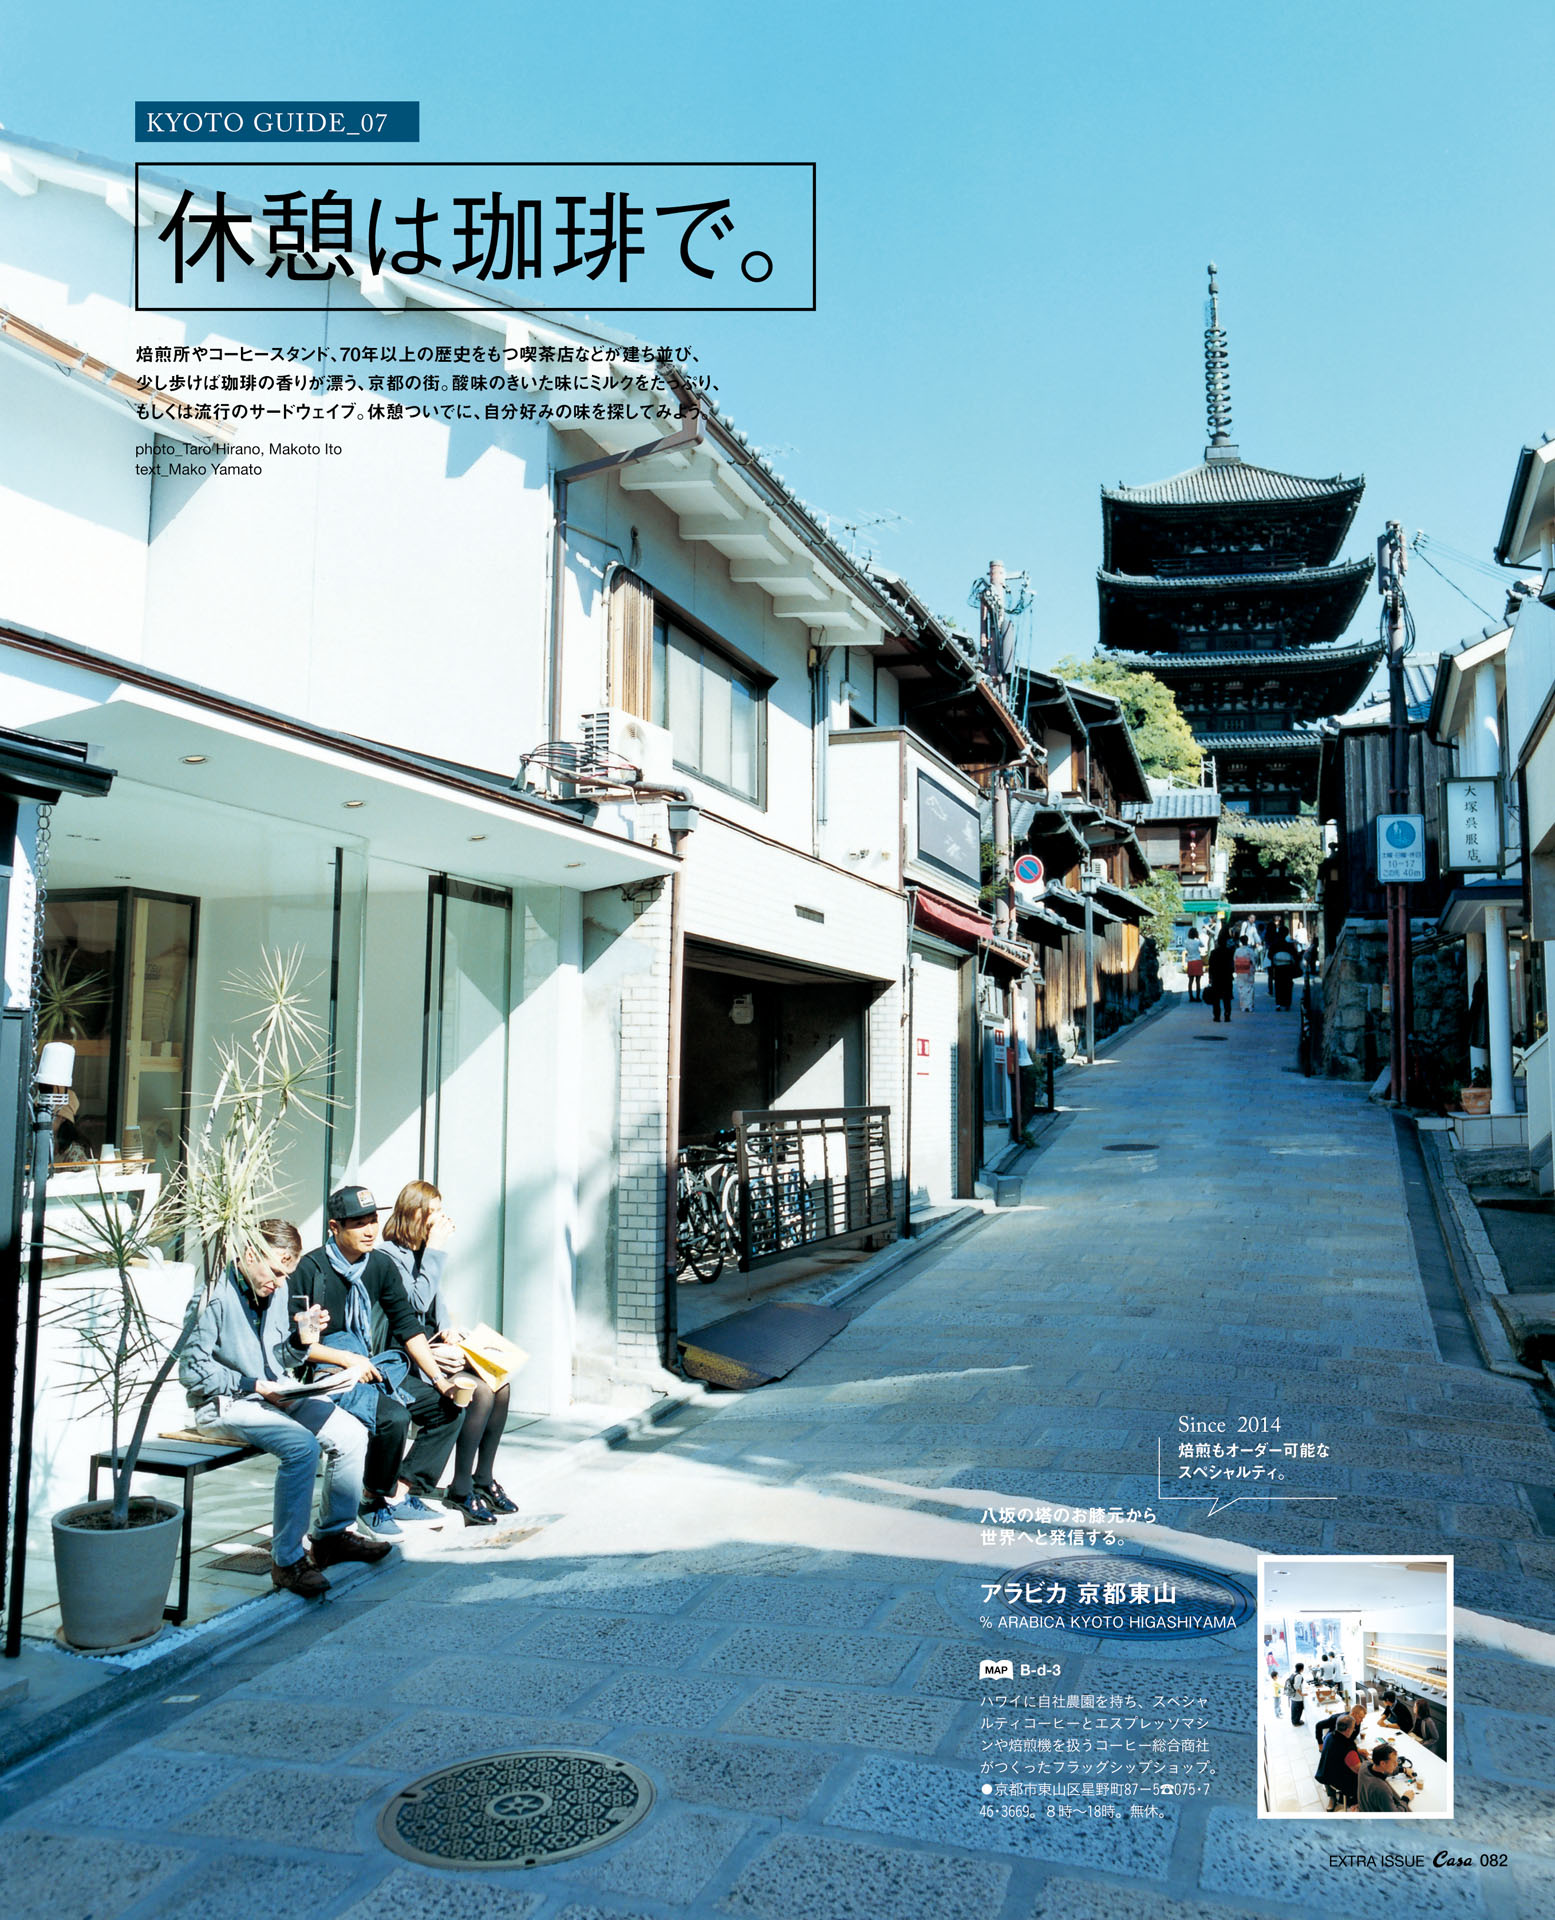 KYOTO GUIDE_07
休憩は珈琲で。
焙煎所やコーヒースタンド、70年以上の歴史をもつ喫茶店などが建ち並び、
少し歩けば珈琲の香りが漂う、京都の街。酸味のきいた味にミルクをたっぷり、
もしくは流行のサードウェイブ。休憩ついでに、自分好みの味を探してみよう。
photo_Taro Hirano, Makoto Ito
text_Mako Yamato
大塚呉服店
土曜・日曜・休日
10-17
この先 40m
Since 2014
焙煎もオーダー可能な
スペシャルティ。
八坂の塔のお膝元から
世界へと発信する。
アラビカ 京都東山
% ARABICA KYOTO HIGASHIYAMA
MAP B-d-3
ハワイに自社農園を持ち、スペシャ
ルティコーヒーとエスプレッソマシ
ンや焙煎機を扱うコーヒー総合商社
がつくったフラッグシップショップ。
●京都市東山区星野町87−5☎075・7
46・3669。8時〜18時。無休。
EXTRA ISSUE Casa 082